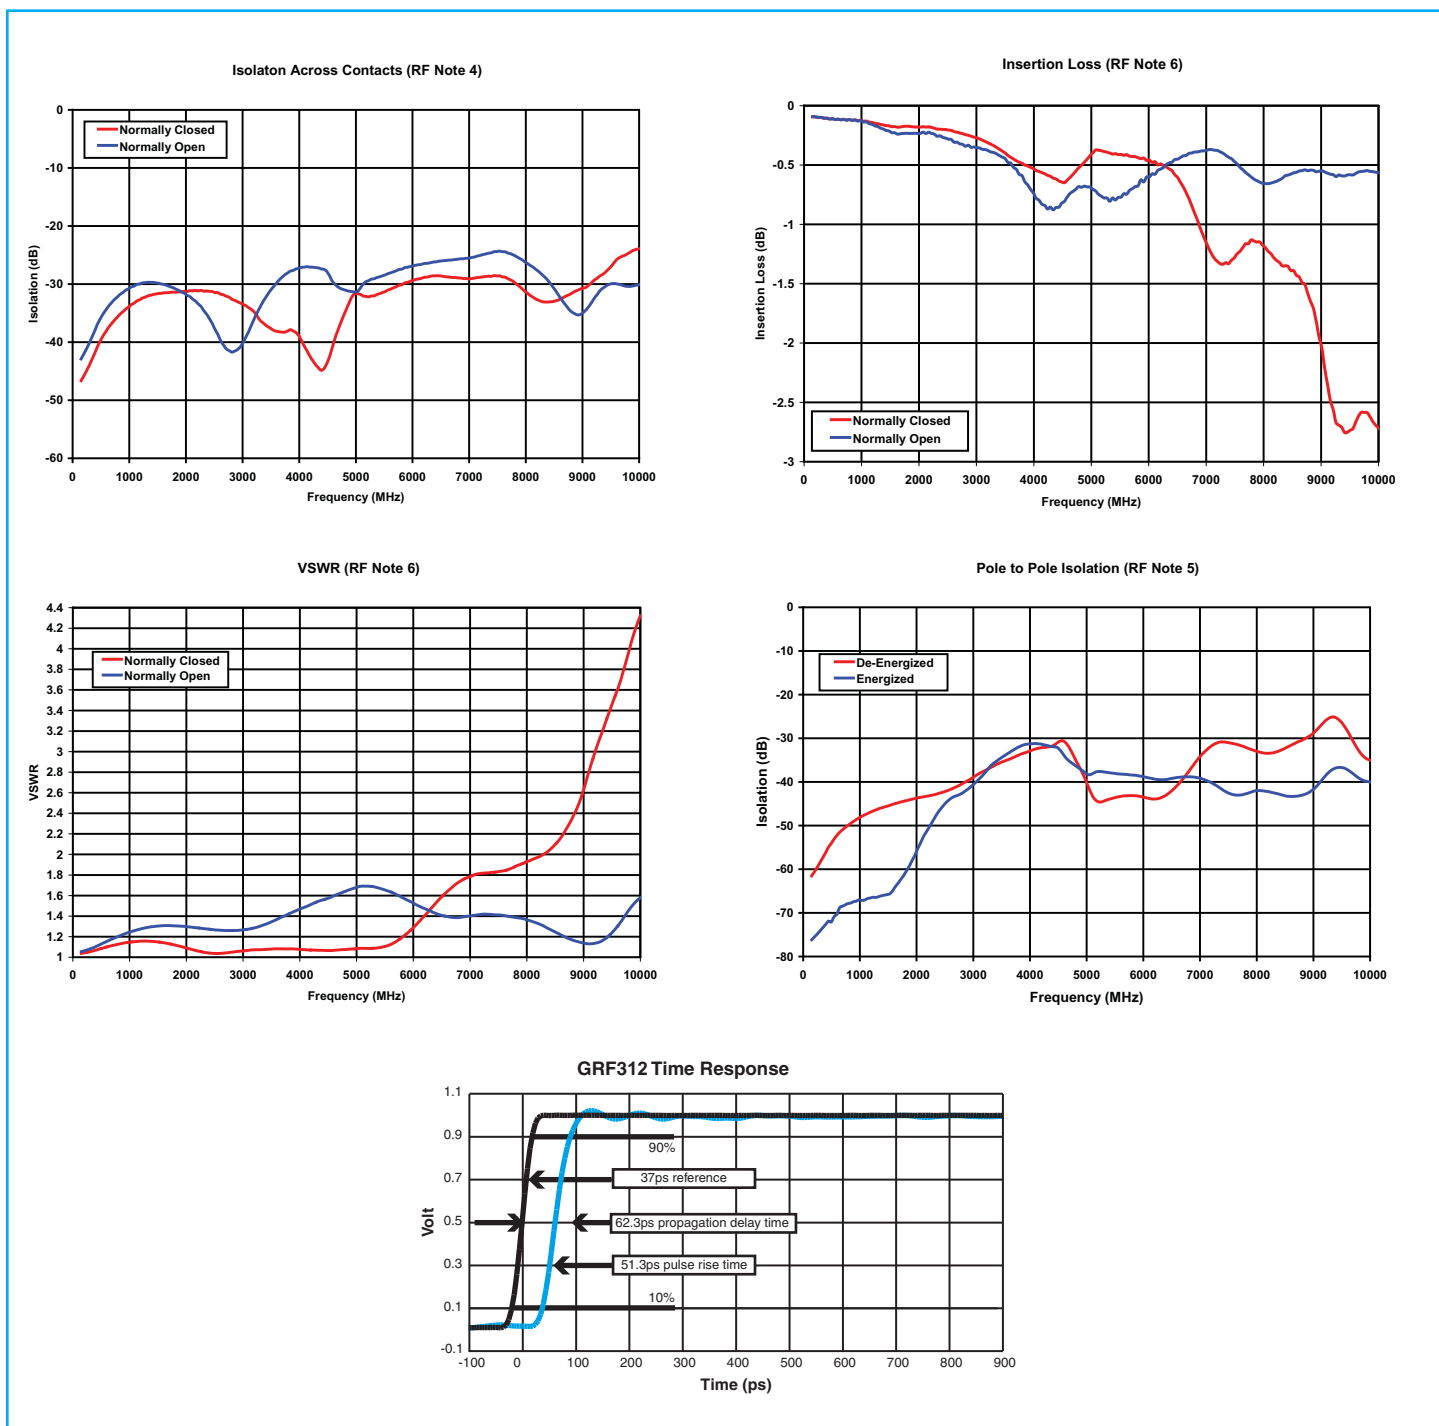 Isolaton Across Contacts (RF Note 4)
0
-10
-20
-30
-40
-50
-60
Isolation (dB)
Normally Closed
Normally Open
0 1000 2000 3000 4000 5000 6000 7000 8000 9000 10000
Frequency (MHz)
Insertion Loss (RF Note 6)
0
-0.5
-1
-1.5
-2
-2.5
-3
Insertion Loss (dB)
Normally Closed
Normally Open
0 1000 2000 3000 4000 5000 6000 7000 8000 9000 10000
Frequency (MHz)
VSWR (RF Note 6)
4.4
4.2
4
3.8
3.6
3.4
3.2
3
2.8
2.6
2.4
2.2
2
1.8
1.6
1.4
1.2
1
VSWR
Normally Closed
Normally Open
0 1000 2000 3000 4000 5000 6000 7000 8000 9000 10000
Frequency (MHz)
Pole to Pole Isolation (RF Note 5)
0
-10
-20
-30
-40
-50
-60
-70
-80
Isolation (dB)
De-Energized
Energized
0 1000 2000 3000 4000 5000 6000 7000 8000 9000 10000
Frequency (MHz)
GRF312 Time Response
1.1
0.9
0.7
0.5
0.3
0.1
-0.1
Volt
90%
37ps reference
62.3ps propagation delay time
51.3ps pulse rise time
10%
-100 0 100 200 300 400 500 600 700 800 900
Time (ps)